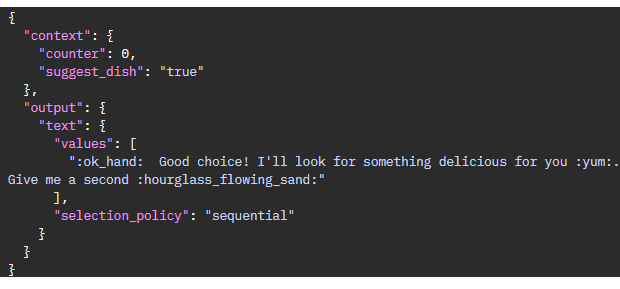 {
  "context": {
    "counter": 0,
    "suggest_dish": "true"
  },
  "output": {
    "text": {
      "values": [
        ":ok_hand:  Good choice! I'll look for something delicious for you :yum:.
Give me a second :hourglass_flowing_sand:"
      ],
      "selection_policy": "sequential"
    }
  }
}